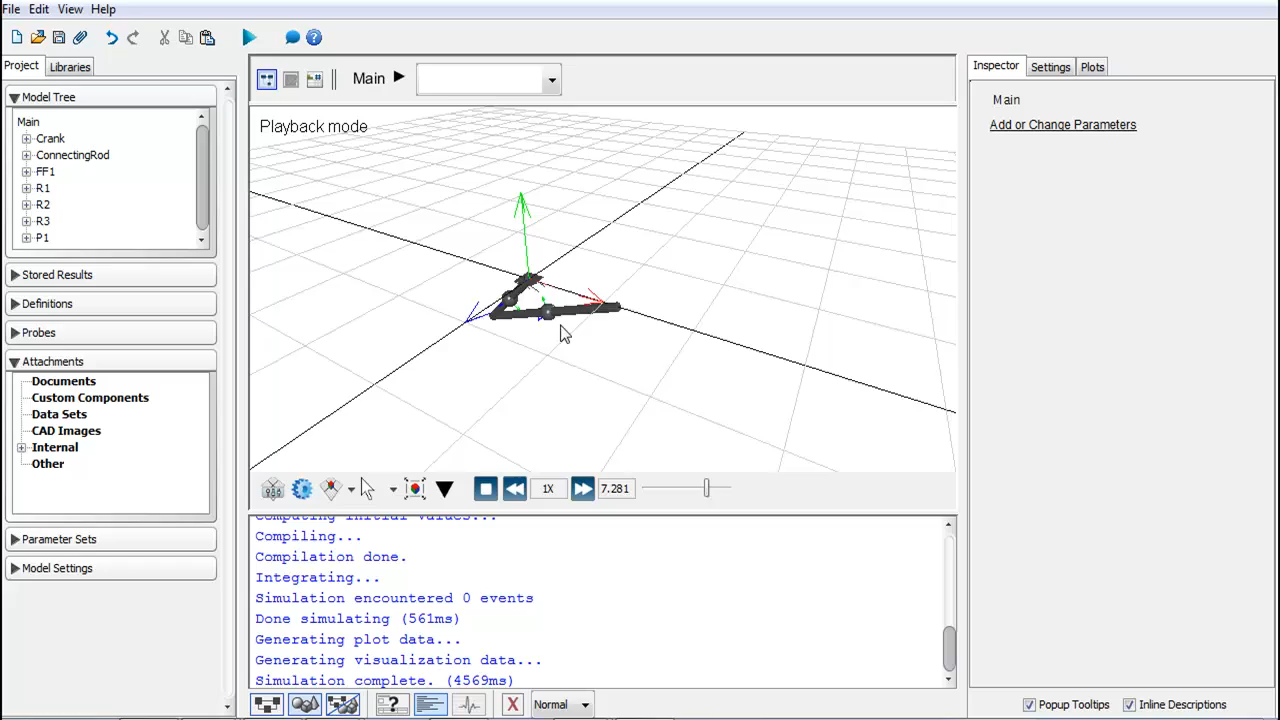 File Edit View Help
Project Libraries
Main
Inspector Settings Plots
Model Tree
Main
Crank
ConnectingRod
FF1
R1
R2
R3
P1
Stored Results
Definitions
Probes
Attachments
Documents
Custom Components
Data Sets
CAD Images
Internal
Other
Parameter Sets
Model Settings
Playback mode
1X 7.281
Computing initial values...
Compiling...
Compilation done.
Integrating...
Simulation encountered 0 events
Done simulating (561ms)
Generating plot data...
Generating visualization data...
Simulation complete. (4569ms)
Normal
Main
Add or Change Parameters
Popup Tooltips Inline Descriptions